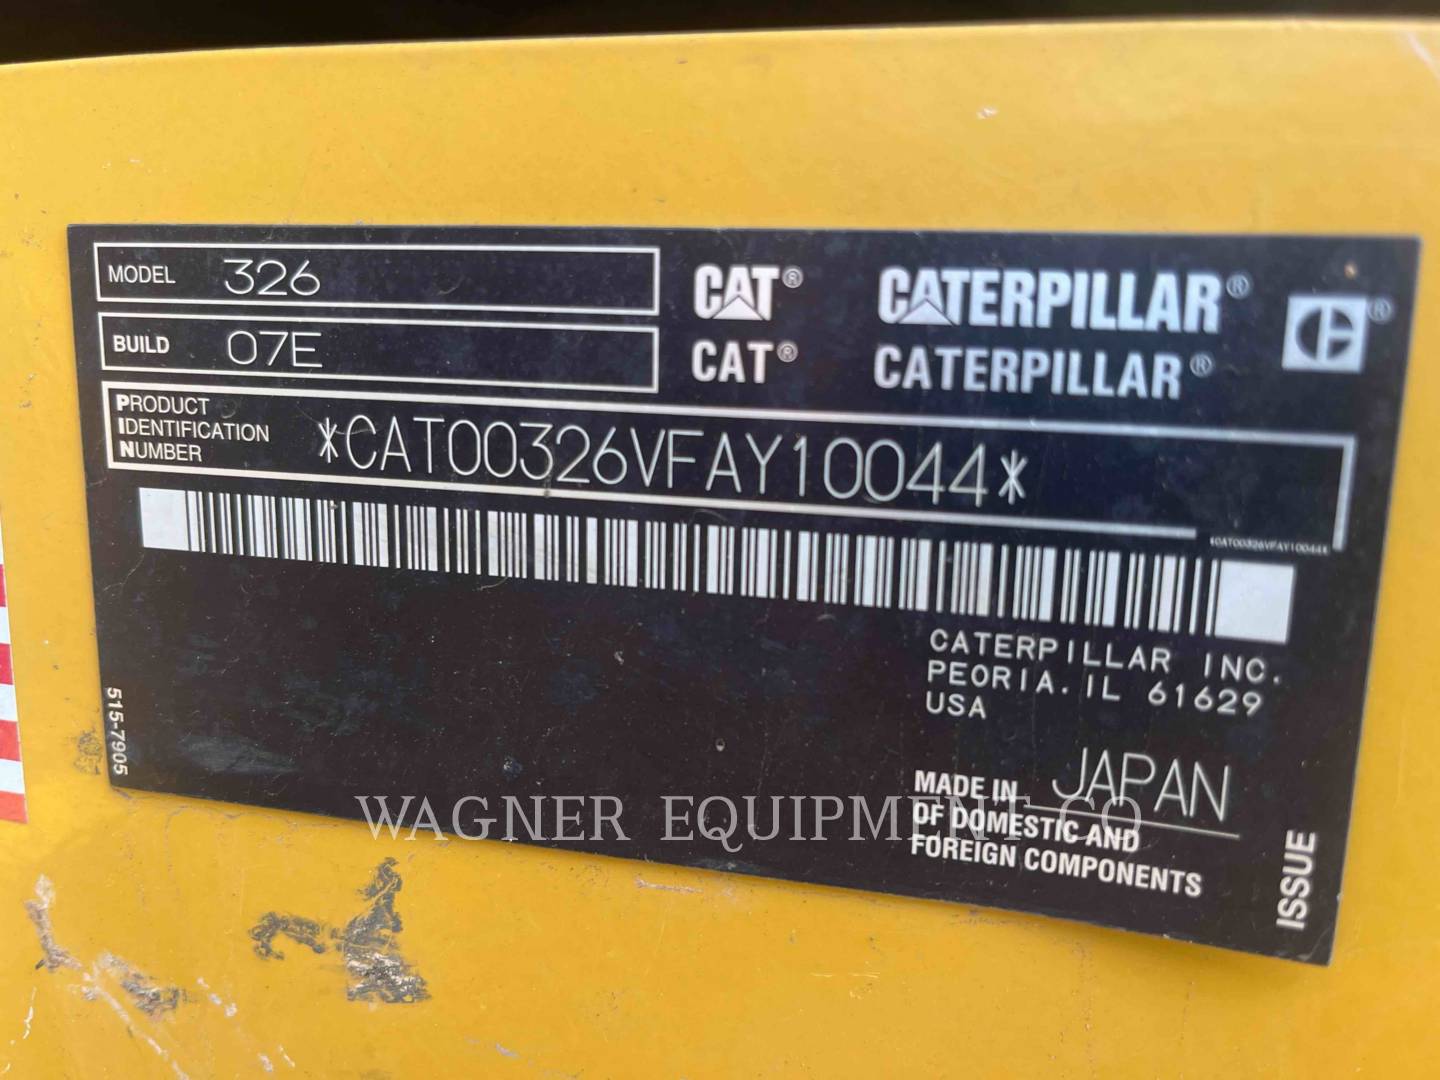 MODEL 326
BUILD 07E
PRODUCT
IDENTIFICATION
NUMBER
*CAT00326VFAY10044*
CAT® CATERPILLAR® ®
CAT® CATERPILLAR®
*CAT00326VFAY10044*
CATERPILLAR INC.
PEORIA. IL 61629
USA
MADE IN JAPAN
OF DOMESTIC AND
FOREIGN COMPONENTS
515-7905
ISSUE
WAGNER EQUIPMENT CO